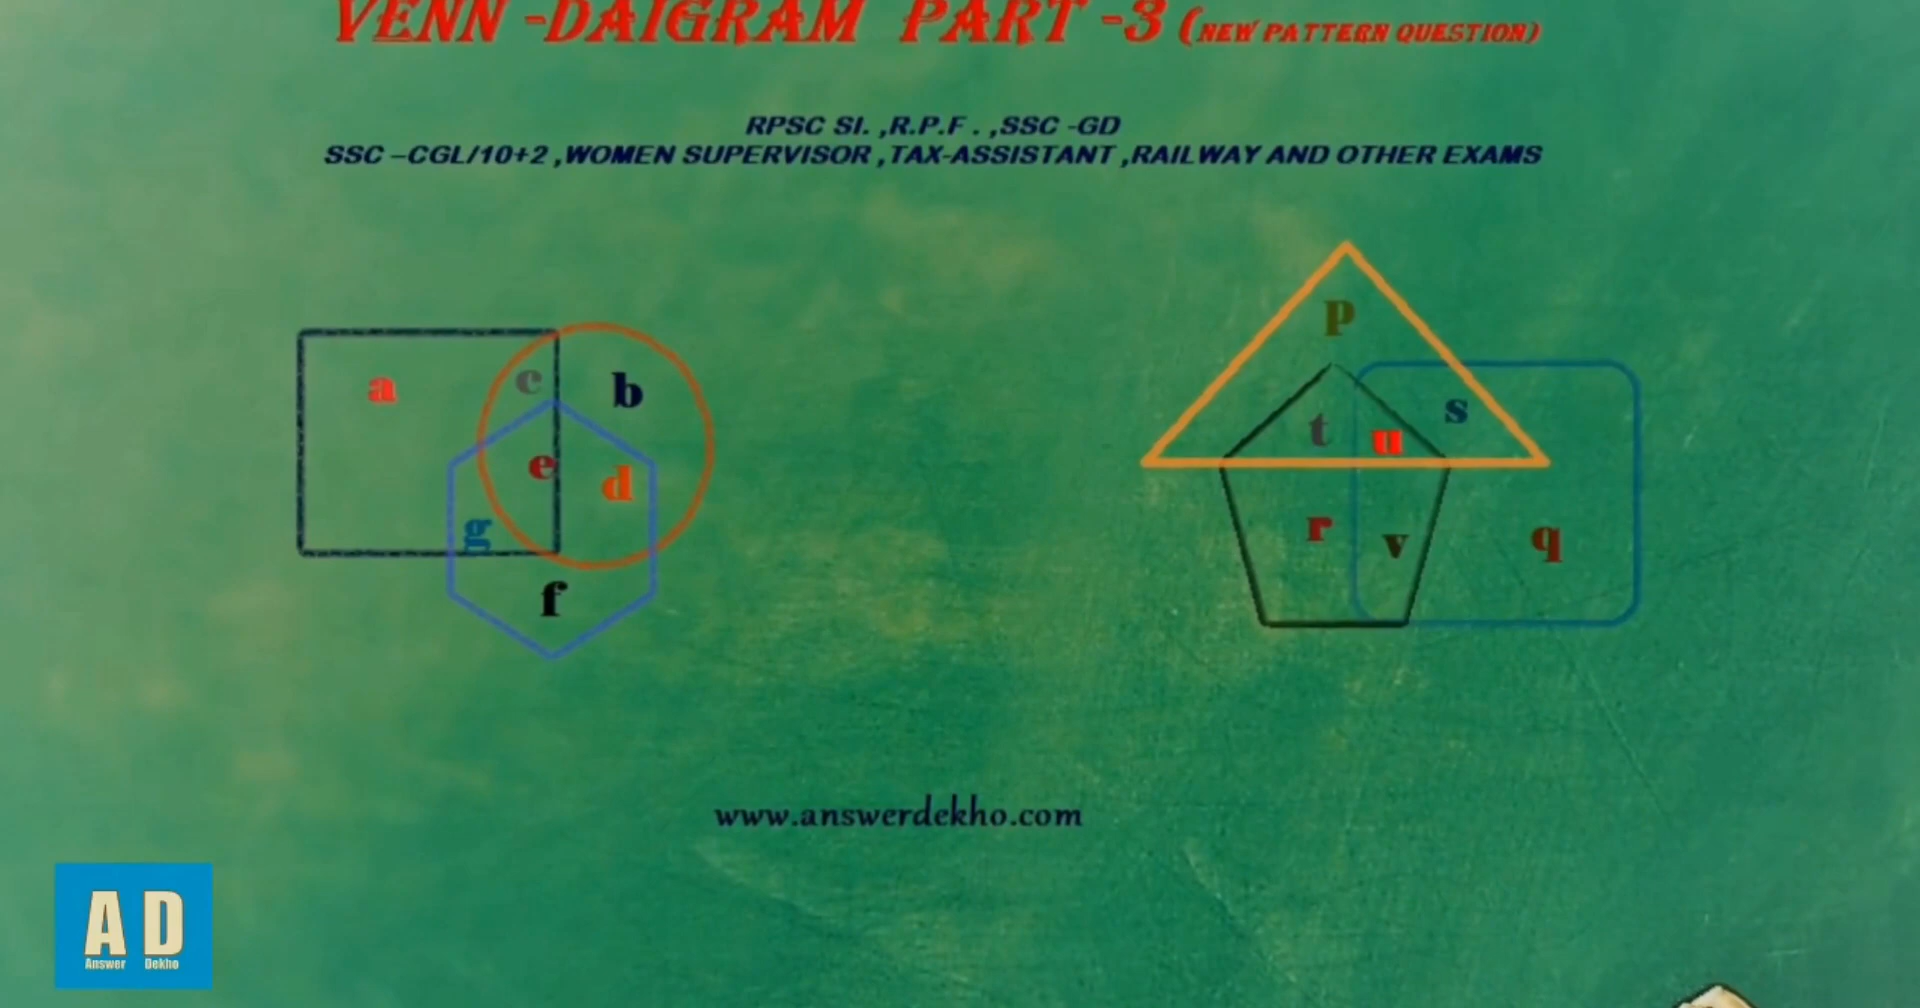 VENN -DAIGRAM PART -3 (NEW PATTERN QUESTION)
RPSC SI. ,R.P.F . ,SSC -GD
SSC –CGL/10+2 ,WOMEN SUPERVISOR ,TAX-ASSISTANT ,RAILWAY AND OTHER EXAMS
a
c
b
e
d
g
f
p
s
t
u
r
v
q
www.answerdekho.com
A D
Answer Dekho